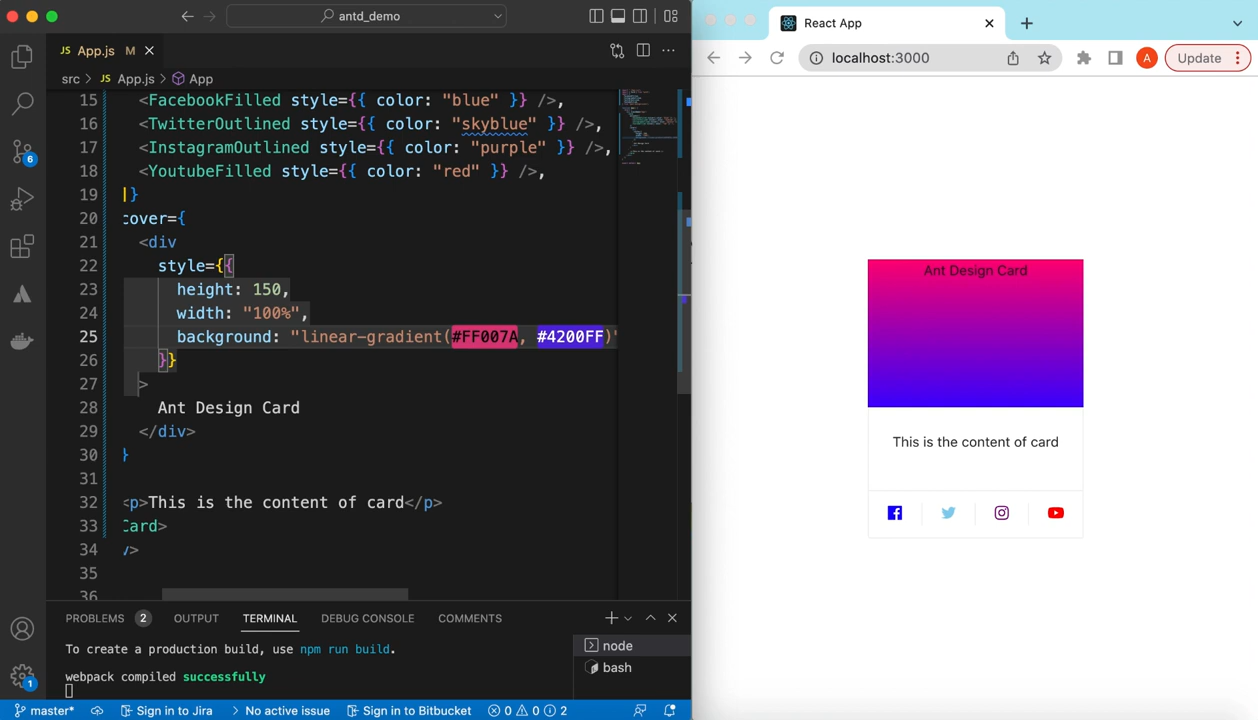 antd_demo
JS App.js M
src > JS App.js > App
15 <FacebookFilled style={{ color: "blue" }} />,
16 <TwitterOutlined style={{ color: "skyblue" }} />,
17 <InstagramOutlined style={{ color: "purple" }} />,
18 <YoutubeFilled style={{ color: "red" }} />,
19 ]}
20 cover={
21 <div
22 style={{
23 height: 150,
24 width: "100%",
25 background: "linear-gradient(#FF007A, #4200FF)"
26 }}
27 >
28 Ant Design Card
29 </div>
30 }
31
32 <p>This is the content of card</p>
33 Card>
34 />
35
36
6
1
PROBLEMS 2 OUTPUT TERMINAL DEBUG CONSOLE COMMENTS
To create a production build, use npm run build.
webpack compiled successfully
node
bash
master* Sign in to Jira No active issue Sign in to Bitbucket 0 0 2
React App
localhost:3000
A Update
Ant Design Card
This is the content of card